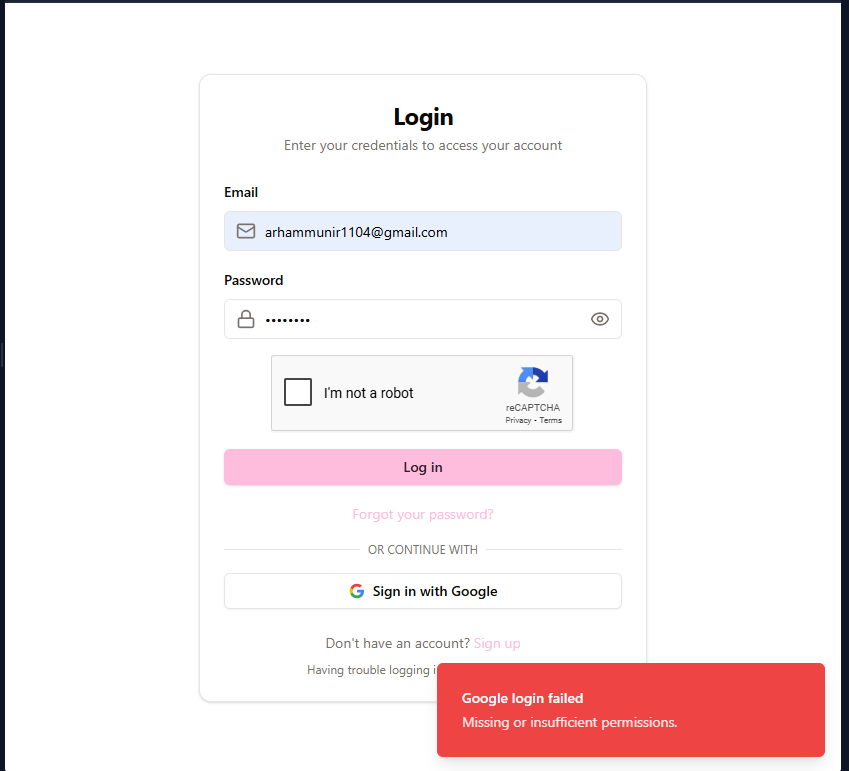 Login
Enter your credentials to access your account
Email
arhammunir1104@gmail.com
Password
••••••••
I'm not a robot
reCAPTCHA
Privacy - Terms
Log in
Forgot your password?
OR CONTINUE WITH
Sign in with Google
Don't have an account? Sign up
Having trouble logging
Google login failed
Missing or insufficient permissions.